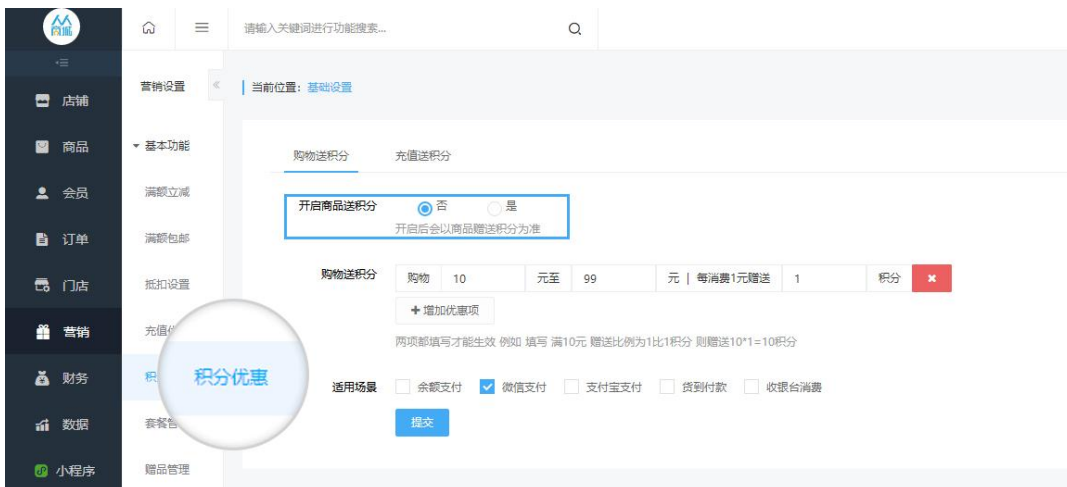 商城
请输入关键词进行功能搜索...
店铺
商品
会员
订单
门店
营销
财务
数据
小程序
营销设置
基本功能
满额立减
满额包邮
抵扣设置
充值
积分优惠
套餐管
赠品管理
当前位置：基础设置
购物送积分 充值送积分
开启商品送积分 否 是
开启后会以商品赠送积分为准
购物送积分 购物 10 元至 99 元 | 每消费1元赠送 1 积分
增加优惠项
两项都填写才能生效 例如 填写 满10元 赠送比例为1比1积分 则赠送10*1=10积分
适用场景 余额支付 微信支付 支付宝支付 货到付款 收银台消费
提交